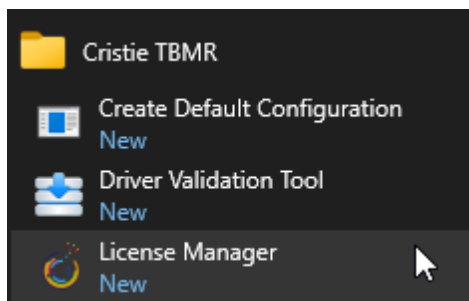 Cristie TBMR
Create Default Configuration
New
Driver Validation Tool
New
License Manager
New